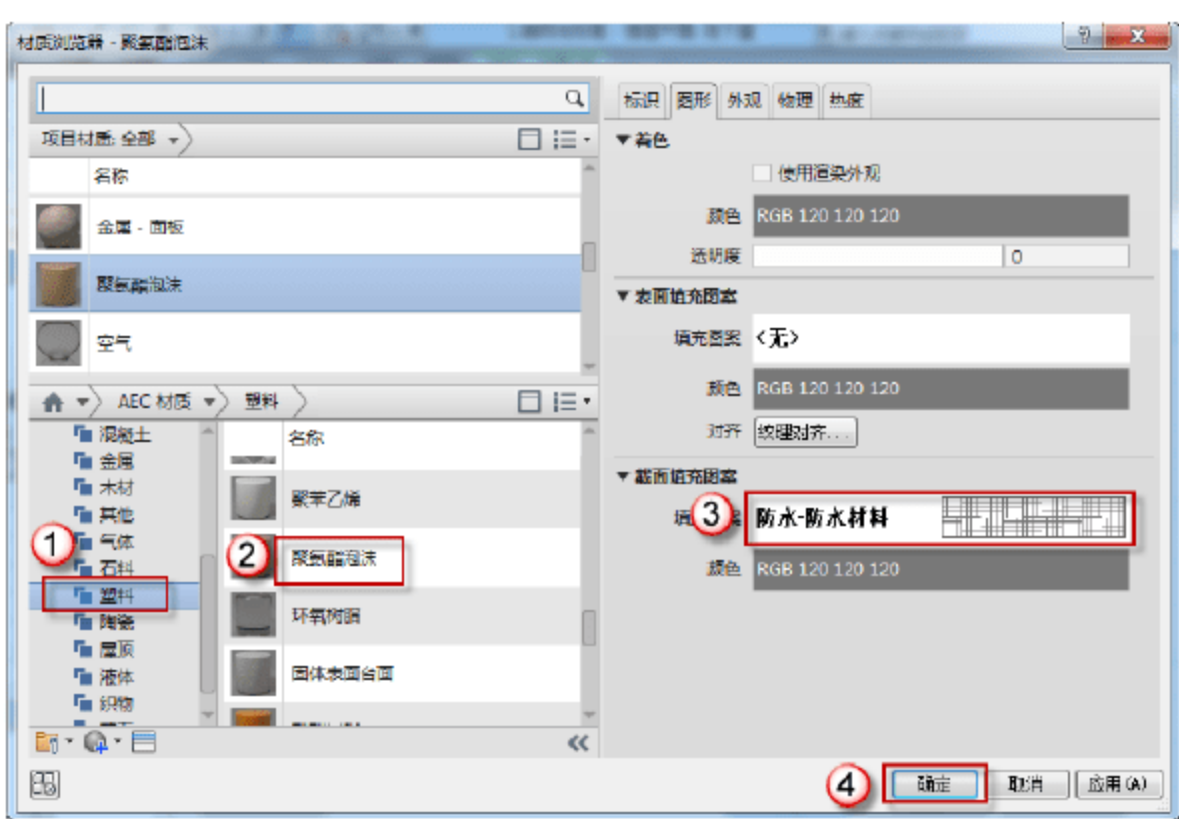 材质浏览器 - 聚氨酯泡沫
项目材质: 全部
名称
金属 - 面板
聚氨酯泡沫
空气
AEC 材质
塑料
混凝土
金属
木材
其他
气体
石料
塑料
陶瓷
屋顶
液体
织物
名称
聚苯乙烯
聚氨酯泡沫
环氧树脂
固体表面台面
标识 图形 外观 物理 热度
着色
使用渲染外观
颜色 RGB 120 120 120
透明度 0
表面填充图案
填充图案 <无>
颜色 RGB 120 120 120
对齐 纹理对齐...
截面填充图案
防水-防水材料
颜色 RGB 120 120 120
1
2
3
4
确定 取消 应用(A)